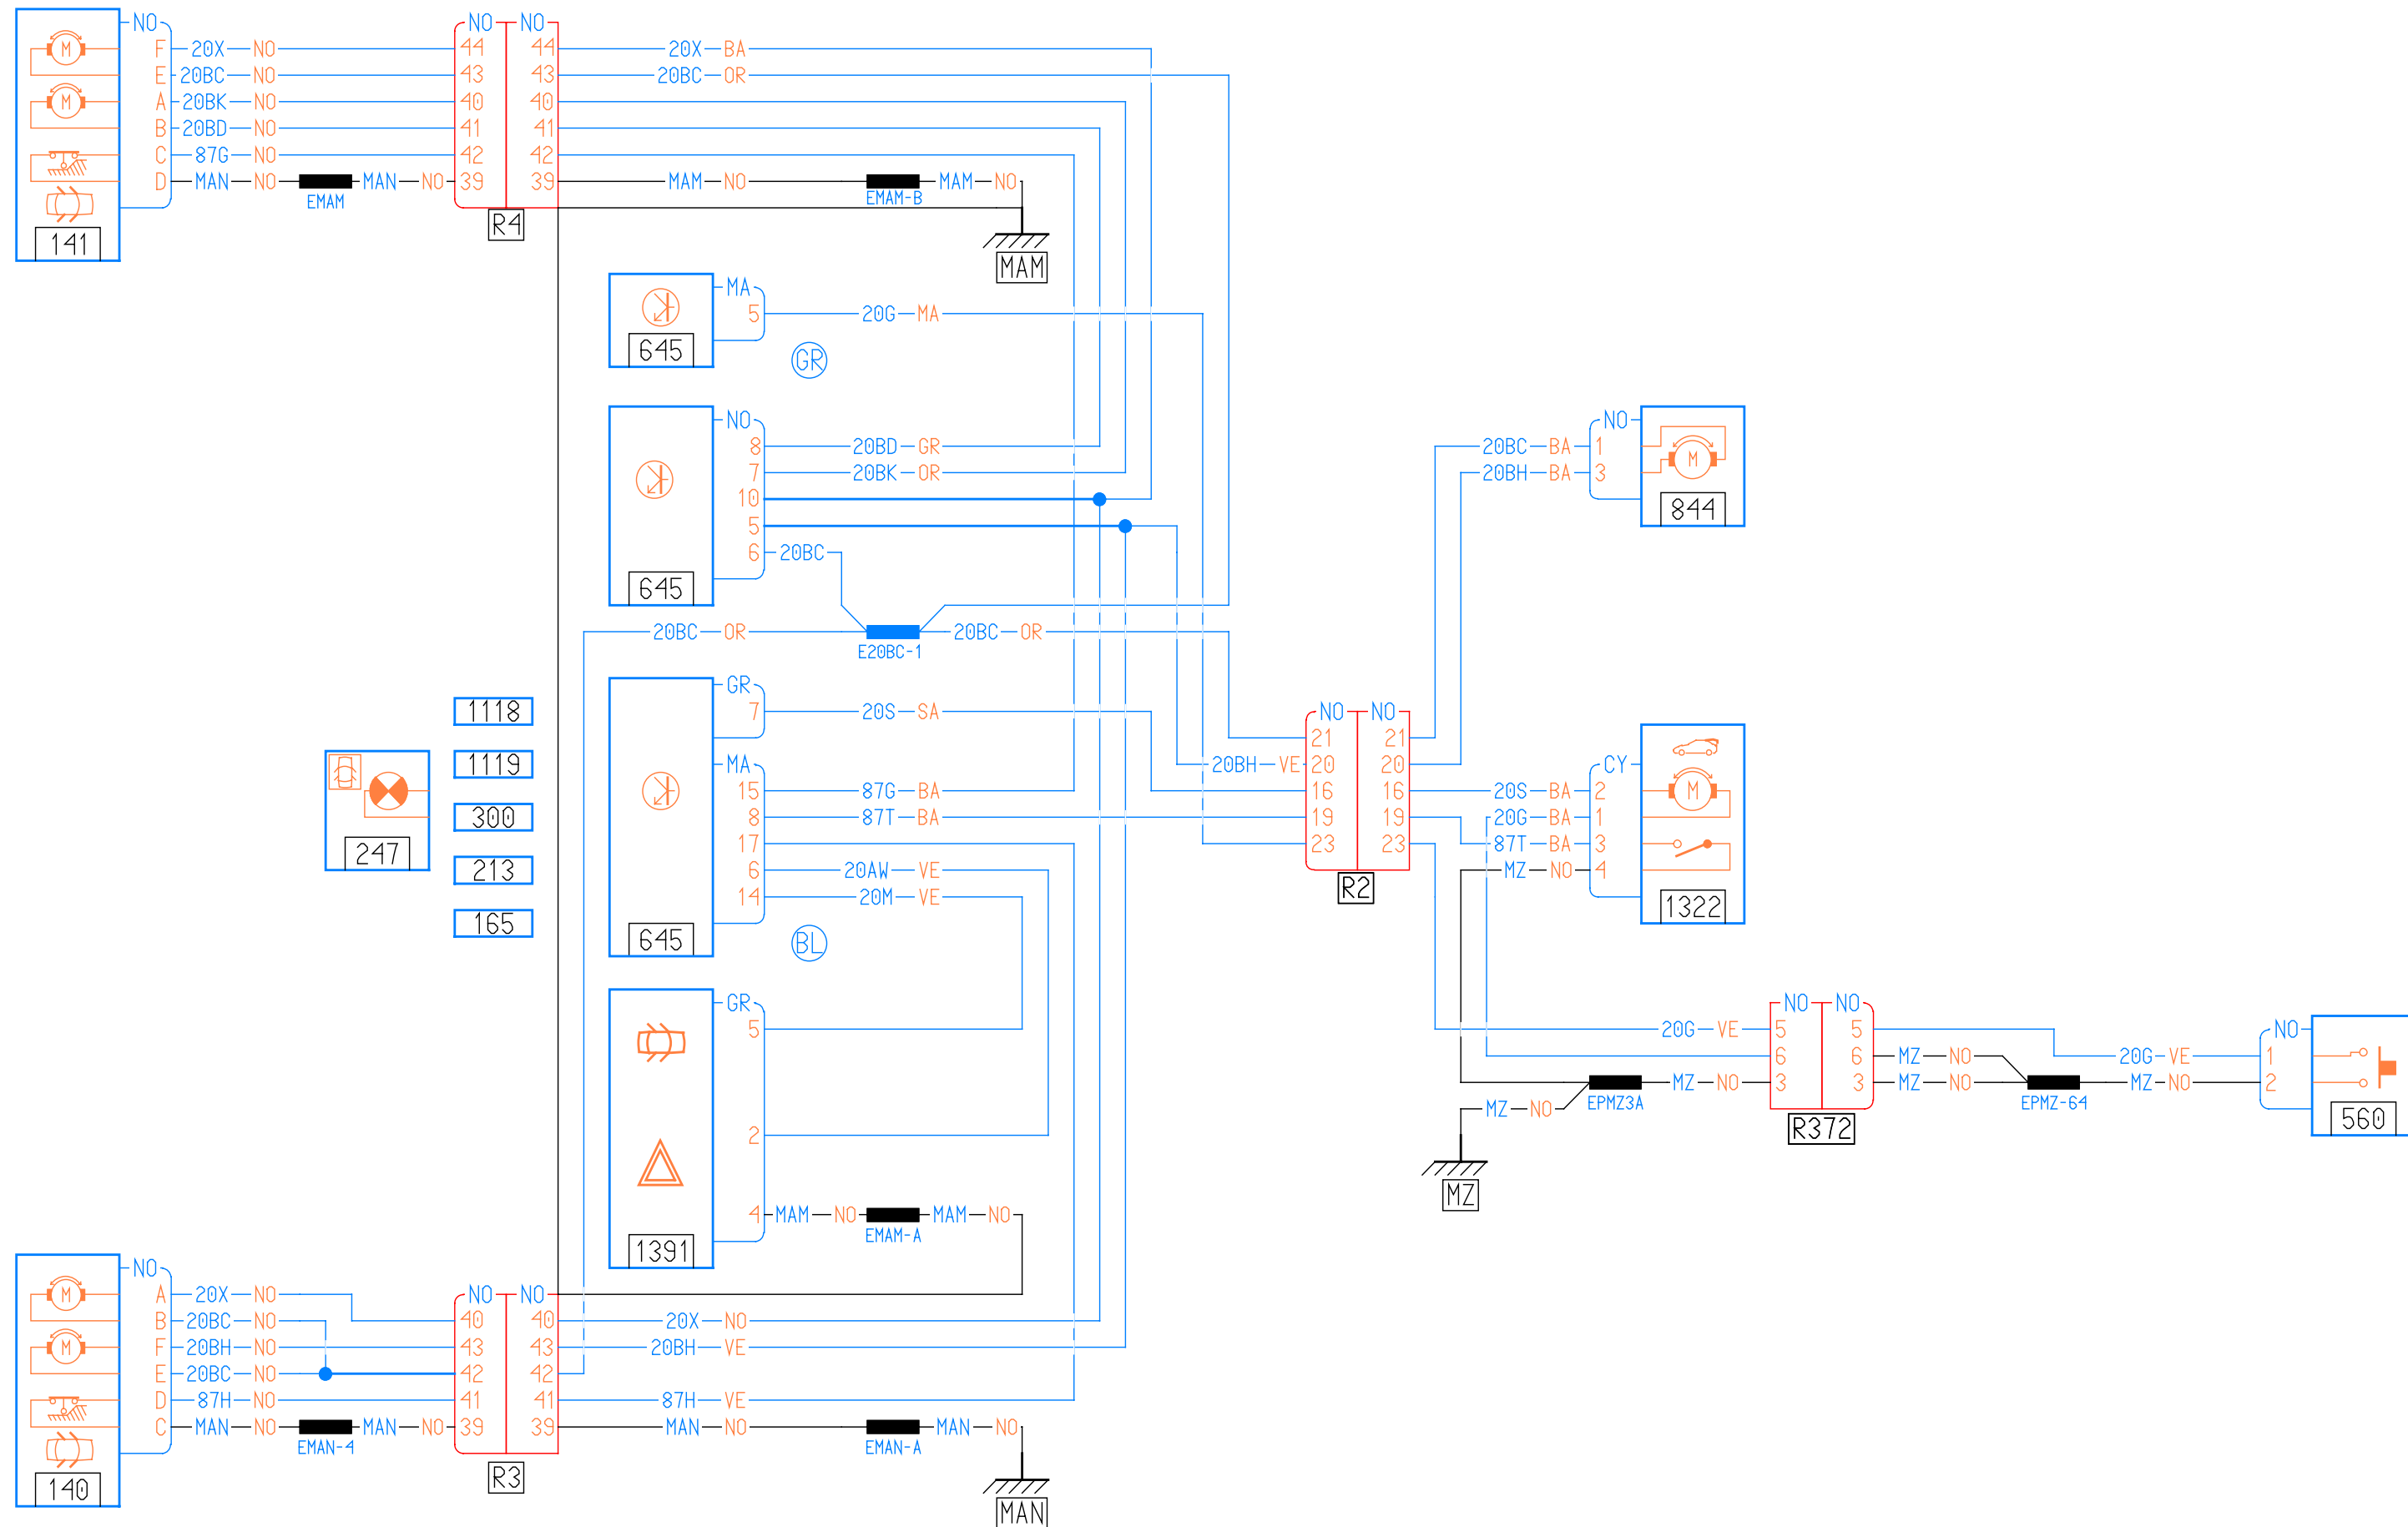 NO NO NO
F 20X NO 44 44 20X BA
E 20BC NO 43 43 20BC OR
A 20BK NO 40 40
B 20BD NO 41 41
C 87G NO 42 42
D MAN NO MAN NO 39 39 MAM NO MAM NO
EMAM EMAM-B
141 R4
MAM
MA
5 20G MA
645
GR
NO NO
8 20BD GR 20BC BA 1
7 20BK OR 20BH BA 3
10
844
5
6 20BC
645
20BC OR 20BC OR
E20BC-1
GR
1118 7 20S SA NO NO
21 21
1119 MA 20BH VE 20 20 CY
15 87G BA 16 16 20S BA 2
300 8 87T BA 19 19 20G BA 1
247 17 23 23 87T BA 3
213 6 20AW VE MZ NO 4
R2
14 20M VE
1322
165 645
BL
GR NO NO
5 20G VE 5 5 NO
6 6 MZ NO 20G VE 1
MZ NO 3 3 MZ NO MZ NO 2
EPMZ3A EPMZ-64
MZ NO
R372 560
2
MZ
4 MAM NO MAM NO
EMAM-A
1391
NO
A 20X NO NO NO
B 20BC NO 40 40 20X NO
F 20BH NO 43 43 20BH VE
E 20BC NO 42 42
D 87H NO 41 41 87H VE
C MAN NO MAN NO 39 39 MAN NO MAN NO
EMAN-4 EMAN-A
140 R3
MAN